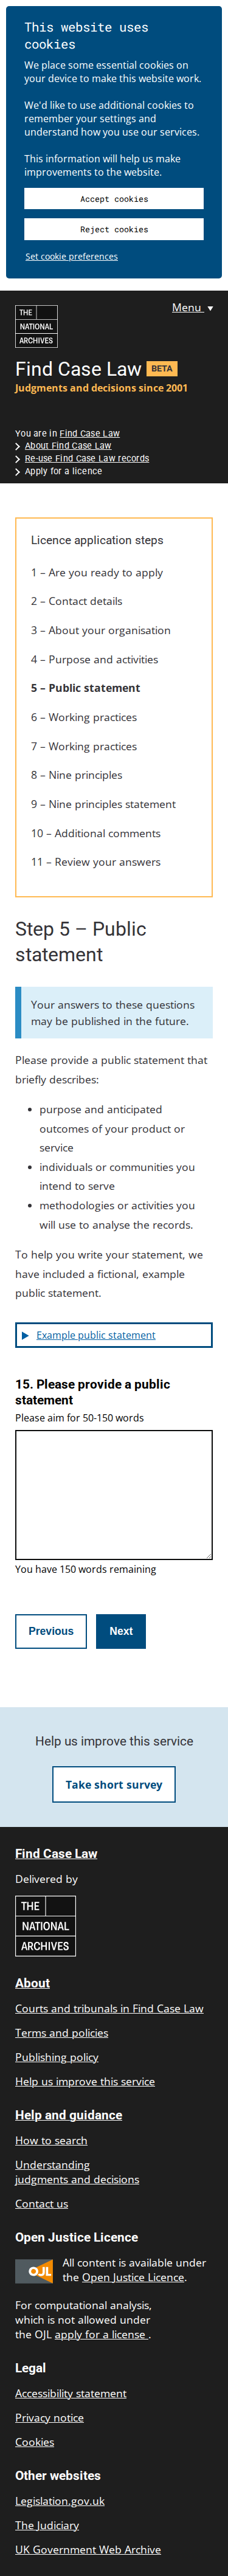 This website uses
cookies
We place some essential cookies on
your device to make this website work.
We'd like to use additional cookies to
remember your settings and
understand how you use our services.
This information will help us make
improvements to the website.
Accept cookies
Reject cookies
Set cookie preferences
Menu
THE
NATIONAL
ARCHIVES
Find Case Law BETA
Judgments and decisions since 2001
You are in Find Case Law
About Find Case Law
Re-use Find Case Law records
Apply for a licence
Licence application steps
1 – Are you ready to apply
2 – Contact details
3 – About your organisation
4 – Purpose and activities
5 – Public statement
6 – Working practices
7 – Working practices
8 – Nine principles
9 – Nine principles statement
10 – Additional comments
11 – Review your answers
Step 5 – Public
statement
Your answers to these questions
may be published in the future.
Please provide a public statement that
briefly describes:
• purpose and anticipated
outcomes of your product or
service
• individuals or communities you
intend to serve
• methodologies or activities you
will use to analyse the records.
To help you write your statement, we
have included a fictional, example
public statement.
Example public statement
15. Please provide a public
statement
Please aim for 50-150 words
You have 150 words remaining
Previous
Next
Help us improve this service
Take short survey
Find Case Law
Delivered by
THE
NATIONAL
ARCHIVES
About
Courts and tribunals in Find Case Law
Terms and policies
Publishing policy
Help us improve this service
Help and guidance
How to search
Understanding
judgments and decisions
Contact us
Open Justice Licence
OJL
All content is available under
the Open Justice Licence.
For computational analysis,
which is not allowed under
the OJL apply for a license .
Legal
Accessibility statement
Privacy notice
Cookies
Other websites
Legislation.gov.uk
The Judiciary
UK Government Web Archive